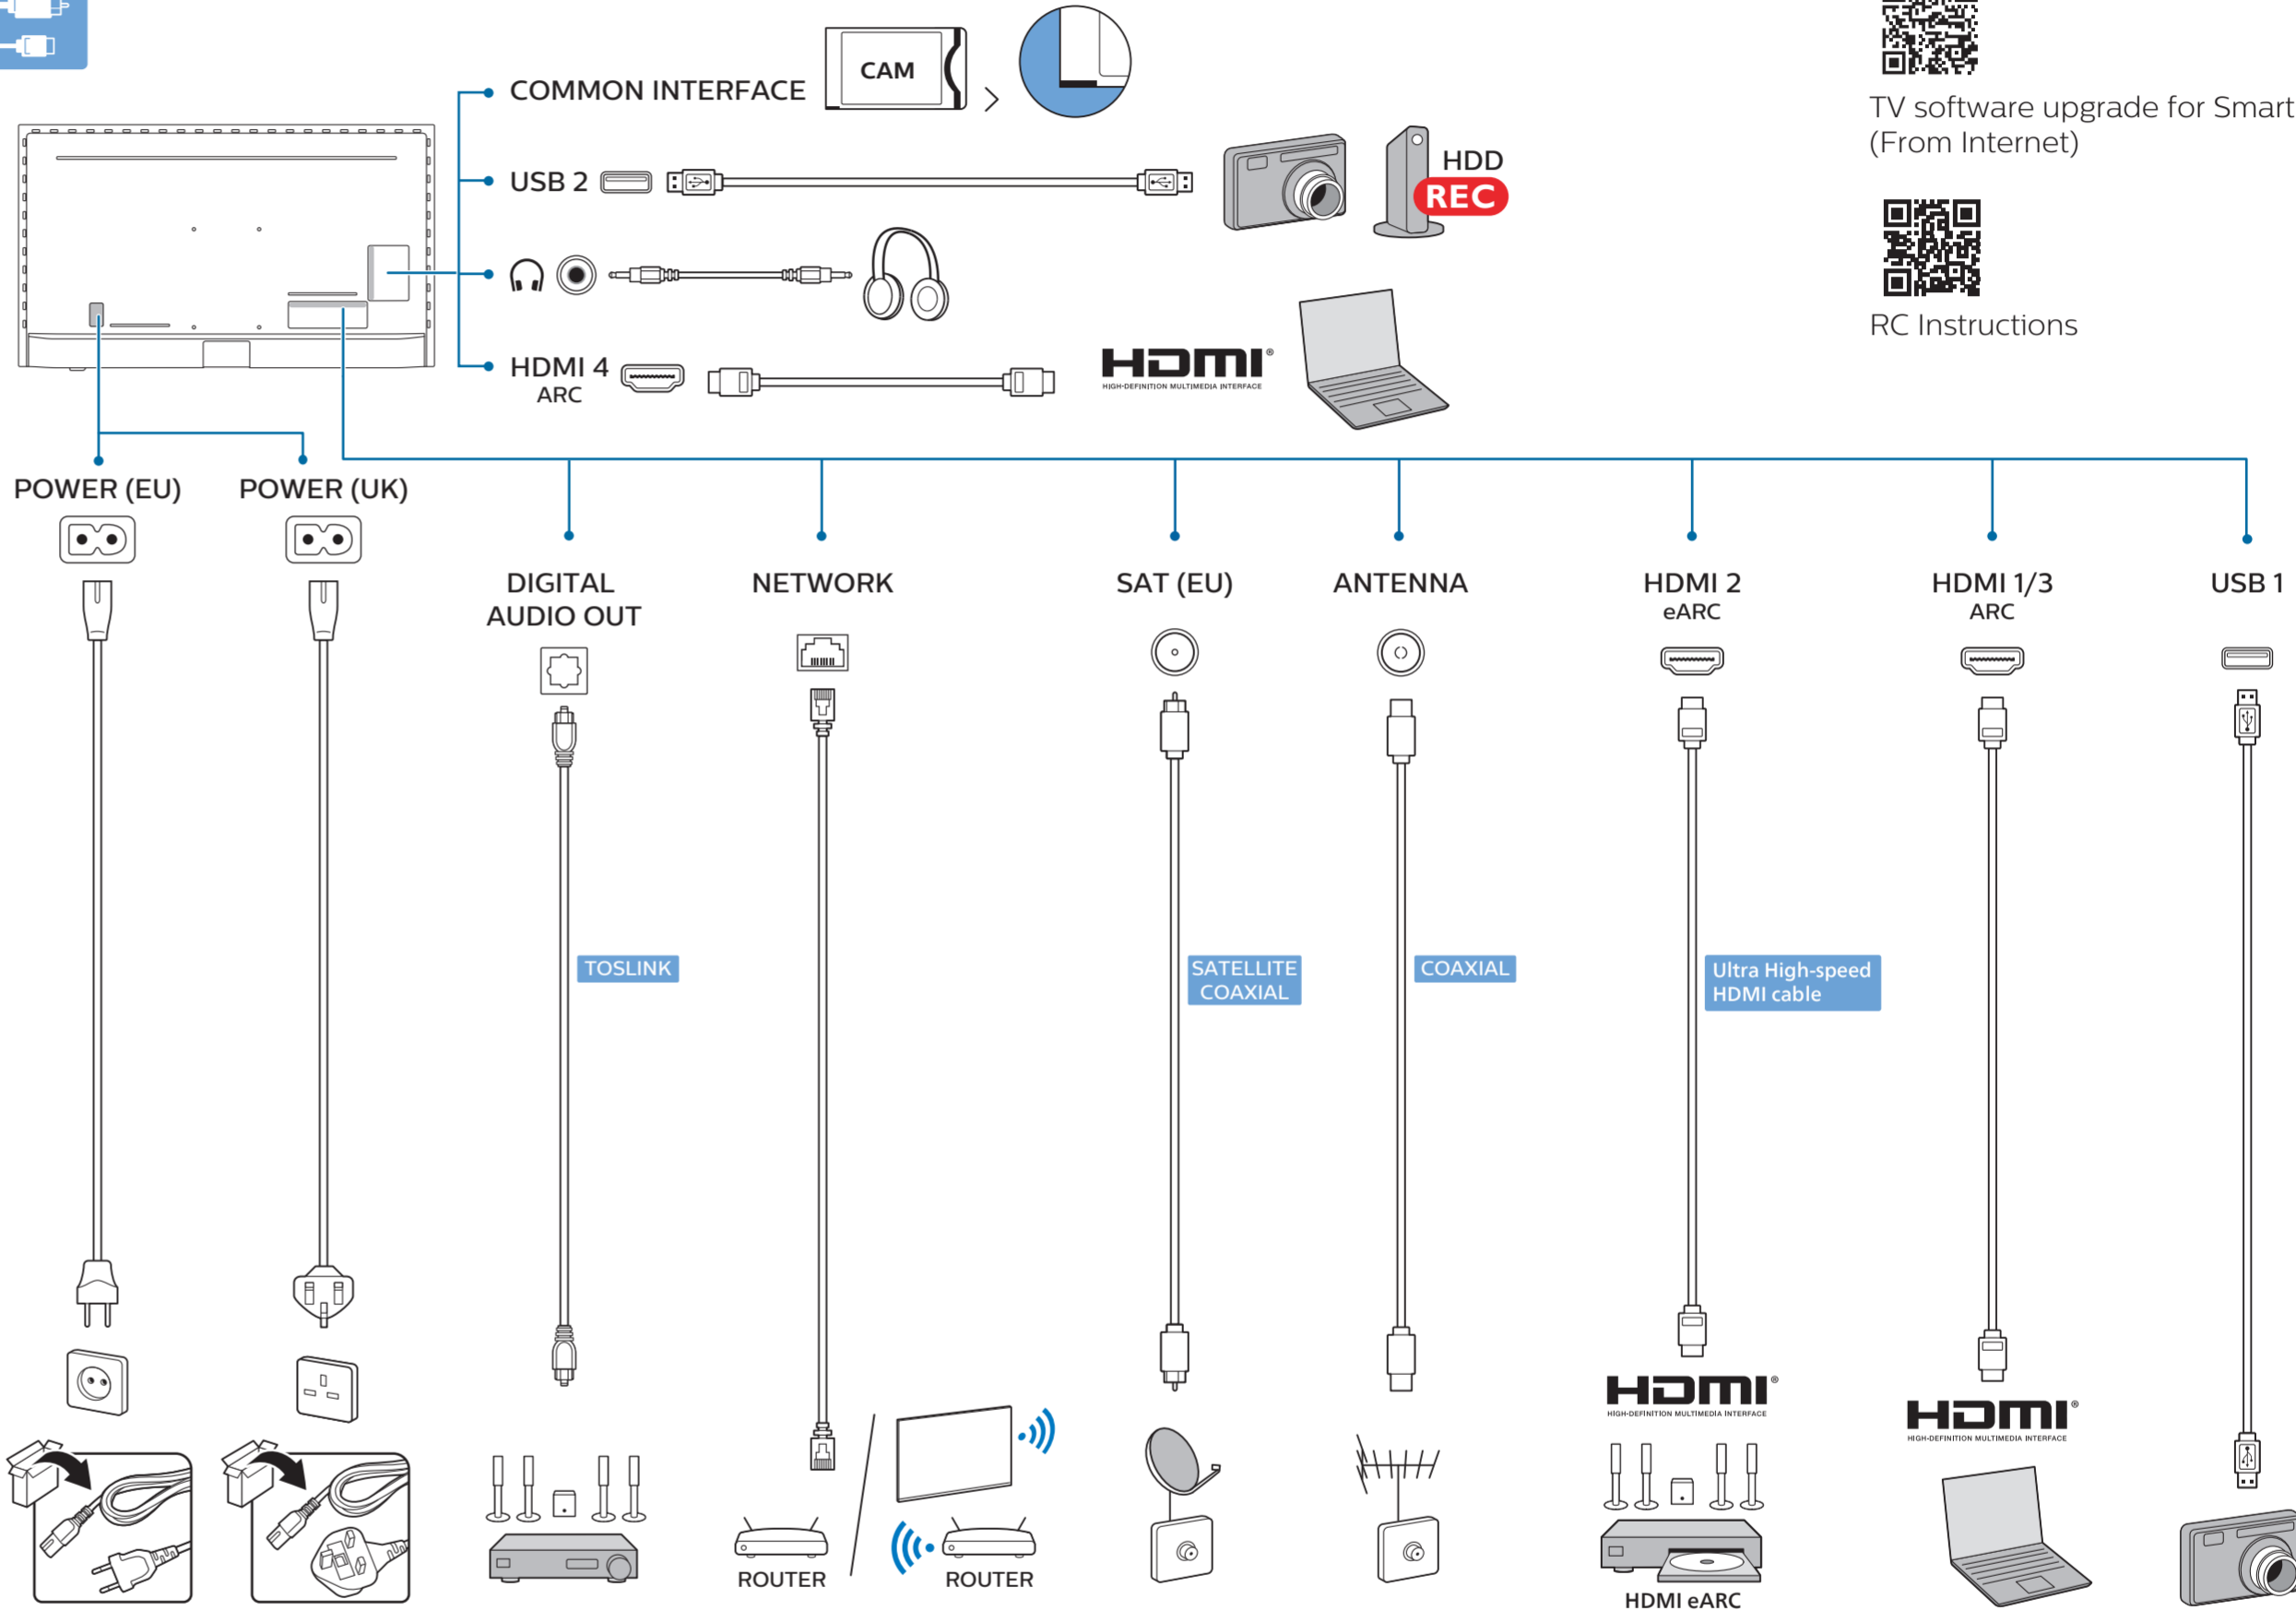 COMMON INTERFACE
CAM
USB 2
HDD
REC
HDMI 4
ARC
HDMI®
HIGH-DEFINITION MULTIMEDIA INTERFACE
TV software upgrade for Smart
(From Internet)
RC Instructions
POWER (EU)
POWER (UK)
DIGITAL
AUDIO OUT
NETWORK
SAT (EU)
ANTENNA
HDMI 2
eARC
HDMI 1/3
ARC
USB 1
TOSLINK
SATELLITE
COAXIAL
COAXIAL
Ultra High-speed
HDMI cable
HDMI®
HIGH-DEFINITION MULTIMEDIA INTERFACE
HDMI®
HIGH-DEFINITION MULTIMEDIA INTERFACE
ROUTER
ROUTER
HDMI eARC